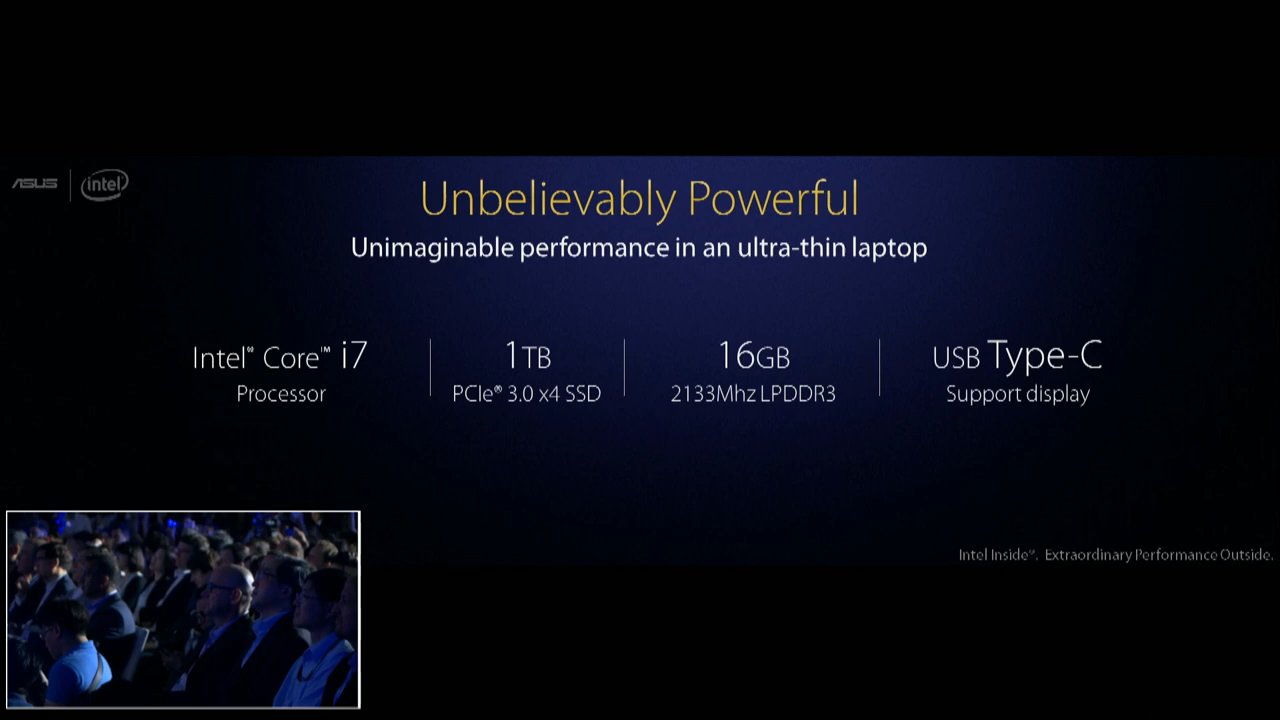 ASUS
intel
Unbelievably Powerful
Unimaginable performance in an ultra-thin laptop
Intel® Core™ i7
Processor
1TB
PCIe® 3.0 x4 SSD
16GB
2133Mhz LPDDR3
USB Type-C
Support display
Intel Inside®. Extraordinary Performance Outside.